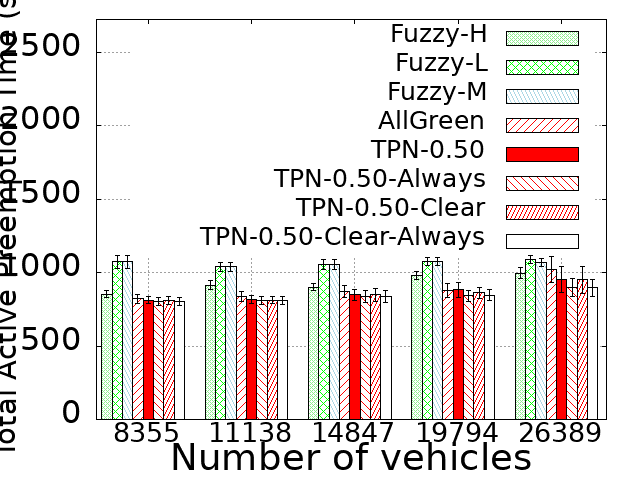 Total Active Preemption Time (s
2500
2000
1500
1000
500
0
Fuzzy-H
Fuzzy-L
Fuzzy-M
AllGreen
TPN-0.50
TPN-0.50-Always
TPN-0.50-Clear
TPN-0.50-Clear-Always
8355 11138 14847 19794 26389
Number of vehicles